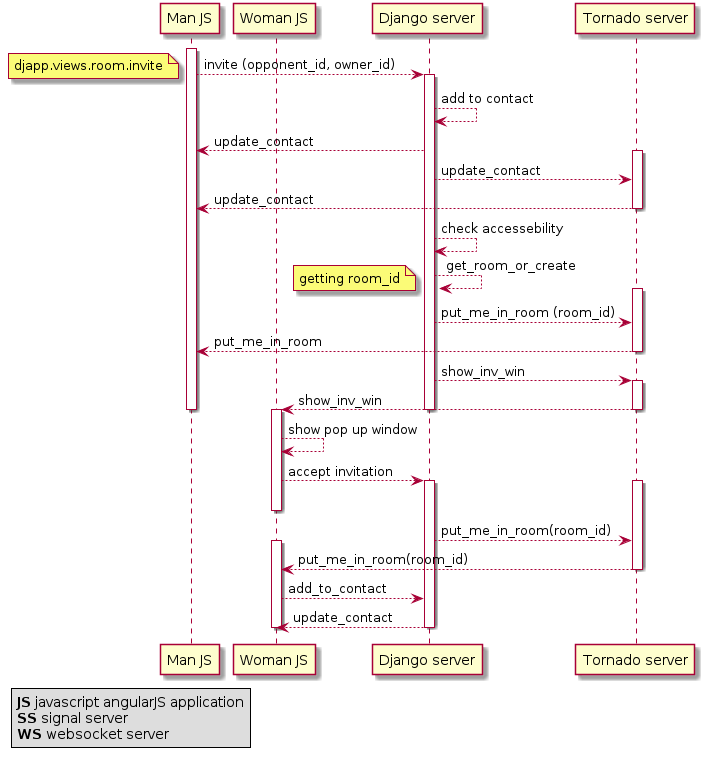 Man JS
Woman JS
Django server
Tornado server
djapp.views.room.invite
invite (opponent_id, owner_id)
add to contact
update_contact
update_contact
update_contact
check accessebility
get_room_or_create
getting room_id
put_me_in_room (room_id)
put_me_in_room
show_inv_win
show_inv_win
show pop up window
accept invitation
put_me_in_room(room_id)
put_me_in_room(room_id)
add_to_contact
update_contact
Man JS
Woman JS
Django server
Tornado server
JS javascript angularJS application
SS signal server
WS websocket server